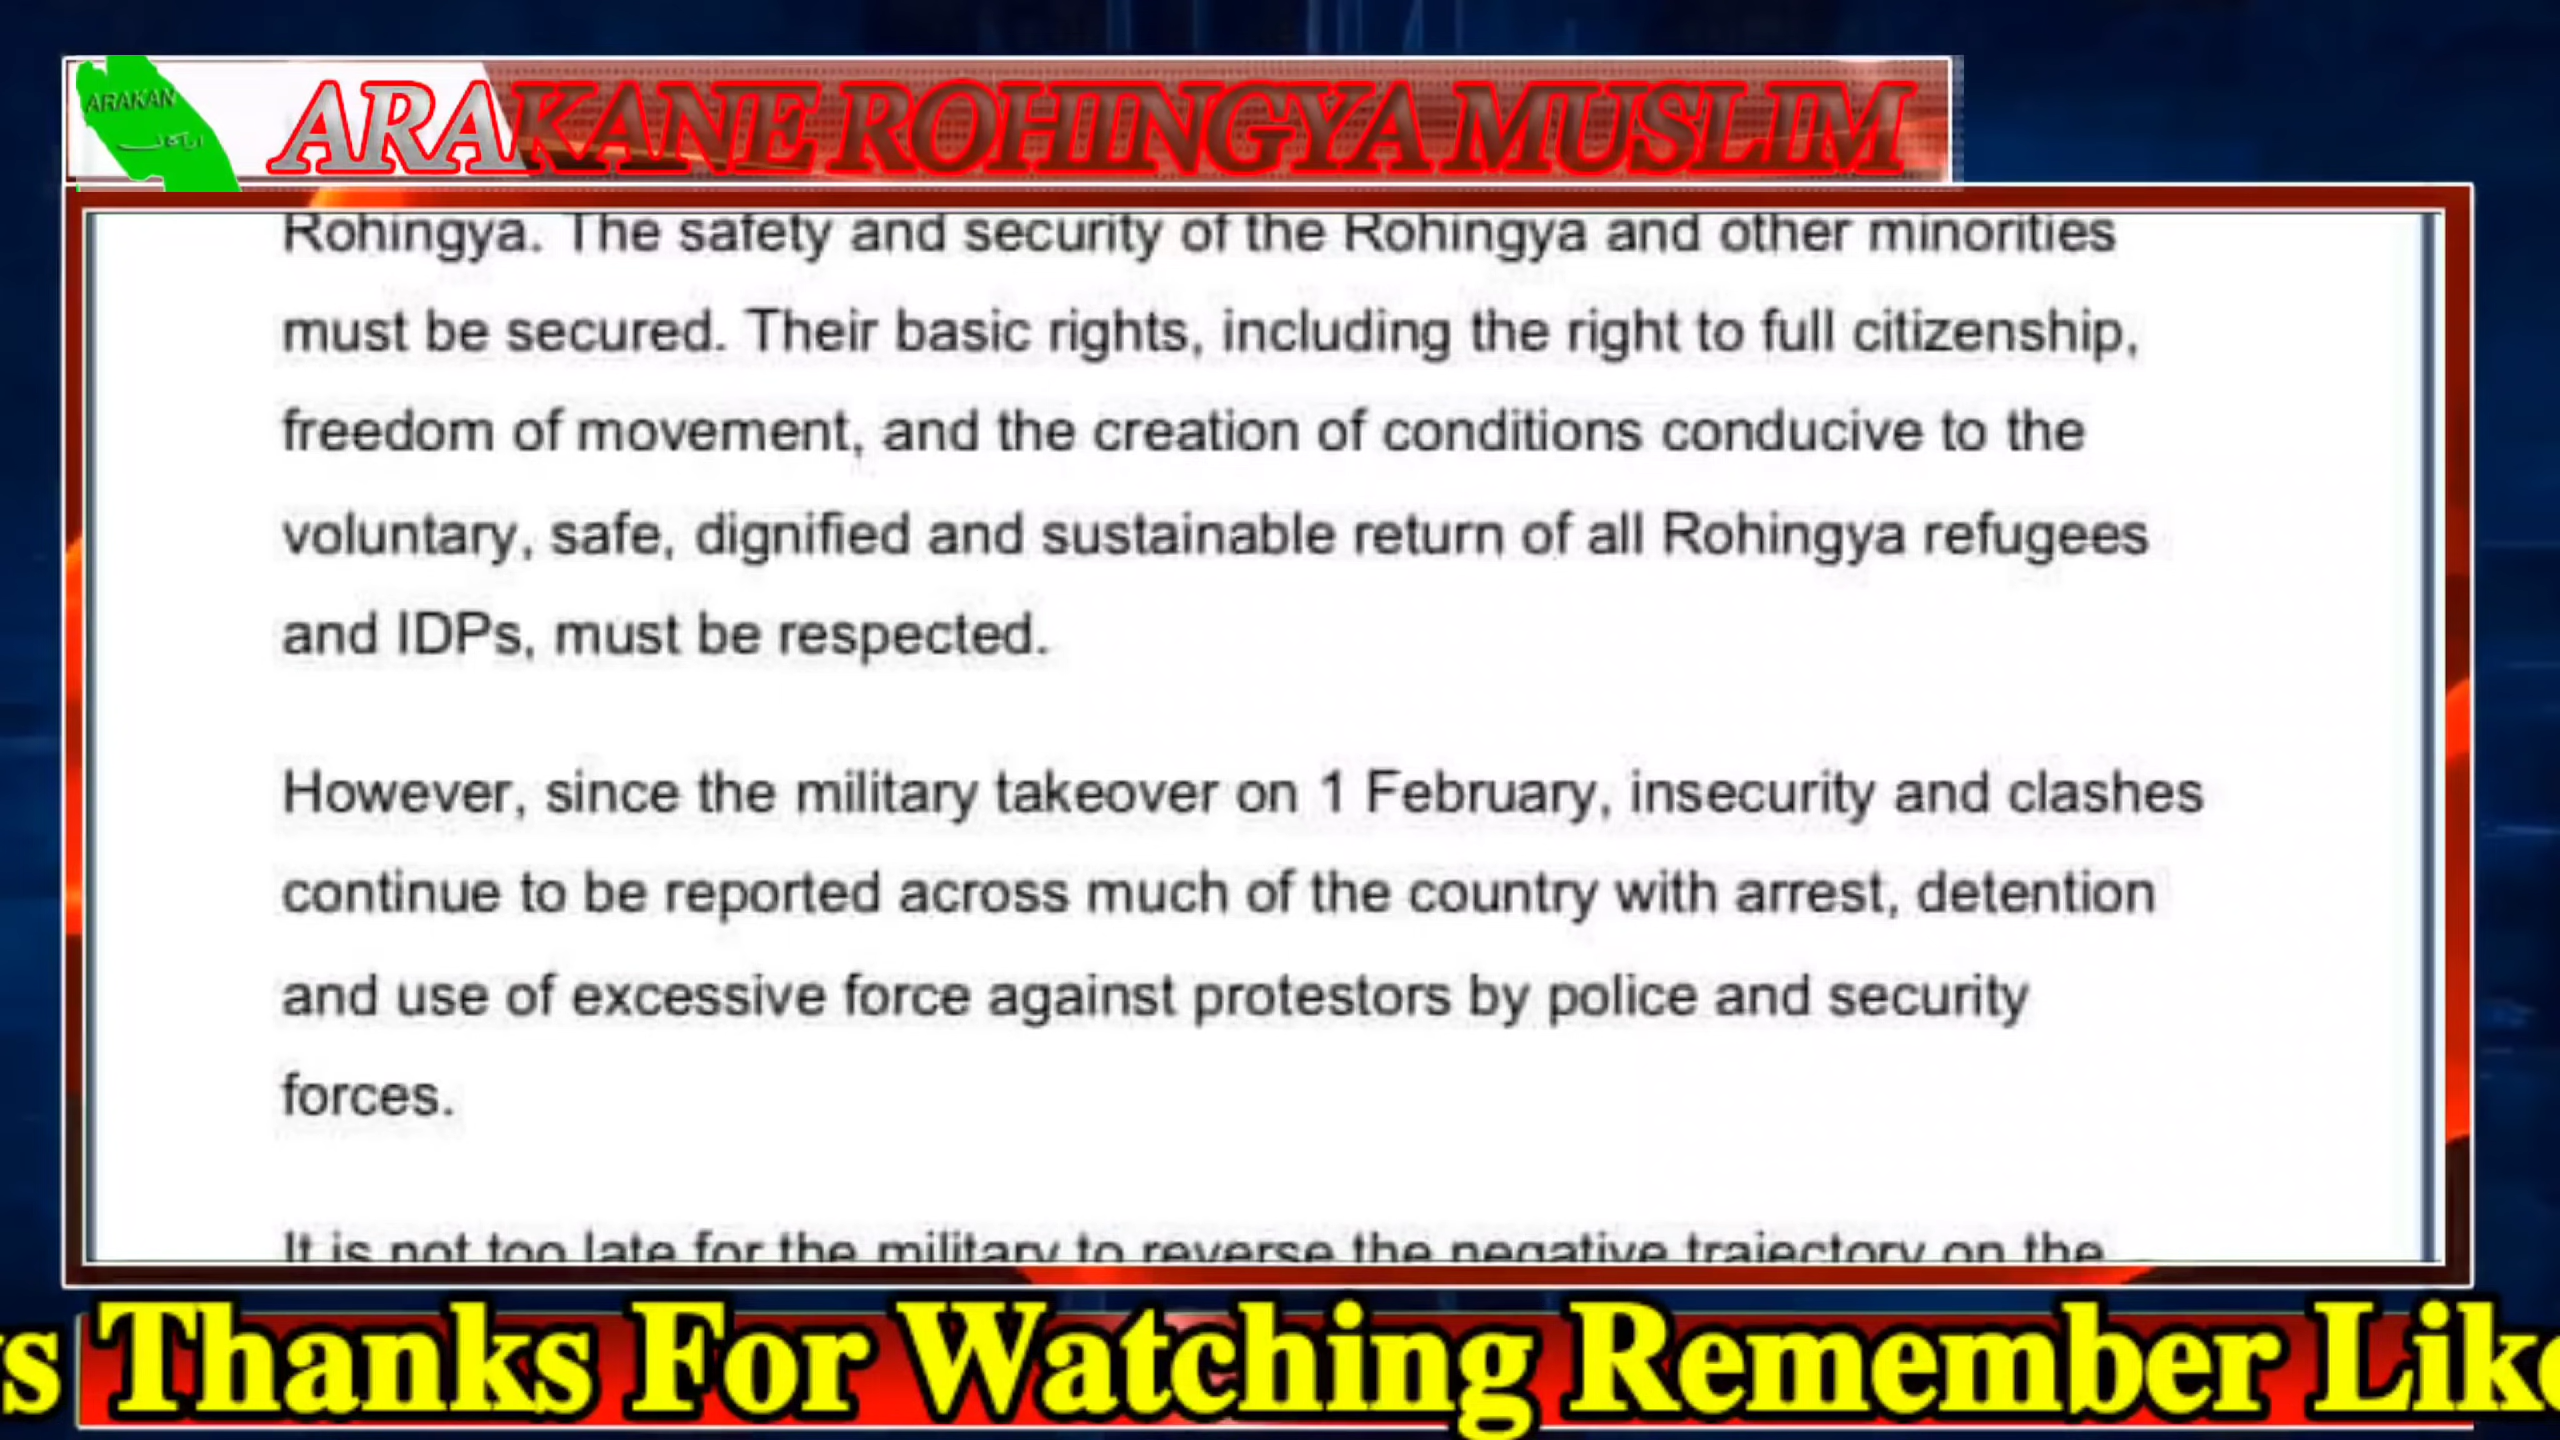 ARAKAN
اراكان
ARAKANE ROHINGYA MUSLIM
Rohingya. The safety and security of the Rohingya and other minorities
must be secured. Their basic rights, including the right to full citizenship,
freedom of movement, and the creation of conditions conducive to the
voluntary, safe, dignified and sustainable return of all Rohingya refugees
and IDPs, must be respected.
However, since the military takeover on 1 February, insecurity and clashes
continue to be reported across much of the country with arrest, detention
and use of excessive force against protestors by police and security
forces.
It is not too late for the military to reverse the negative trajectory on the
Thanks For Watching Remember Like